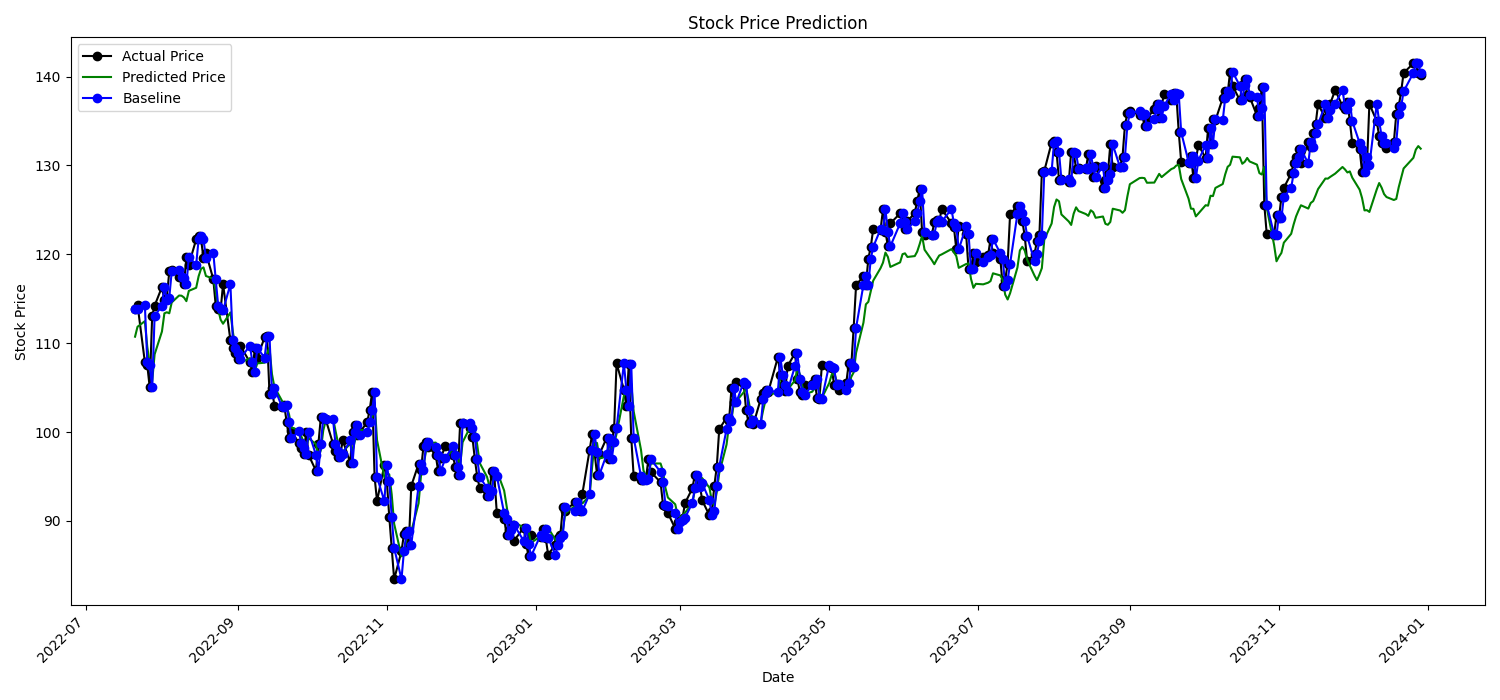 Stock Price Prediction
Actual Price
Predicted Price
Baseline
Stock Price
140
130
120
110
100
90
2022-07
2022-09
2022-11
2023-01
2023-03
2023-05
2023-07
2023-09
2023-11
2024-01
Date